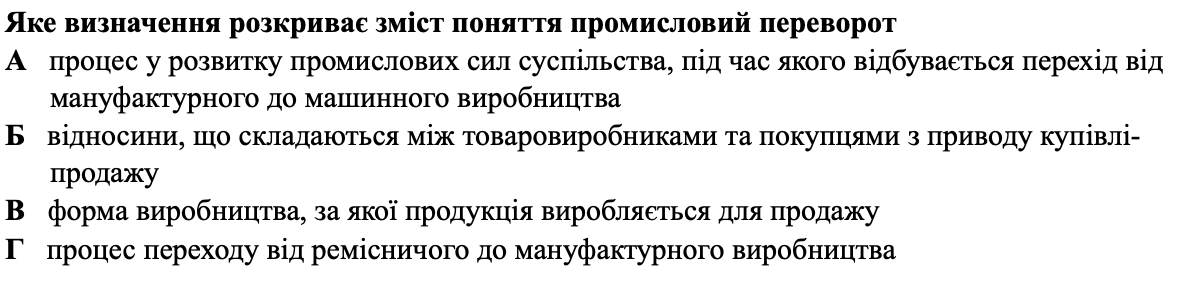 Яке визначення розкриває зміст поняття промисловий переворот
А процес у розвитку промислових сил суспільства, під час якого відбувається перехід від
мануфактурного до машинного виробництва
Б відносини, що складаються між товаровиробниками та покупцями з приводу купівлі-
продажу
В форма виробництва, за якої продукція виробляється для продажу
Г процес переходу від ремісничого до мануфактурного виробництва